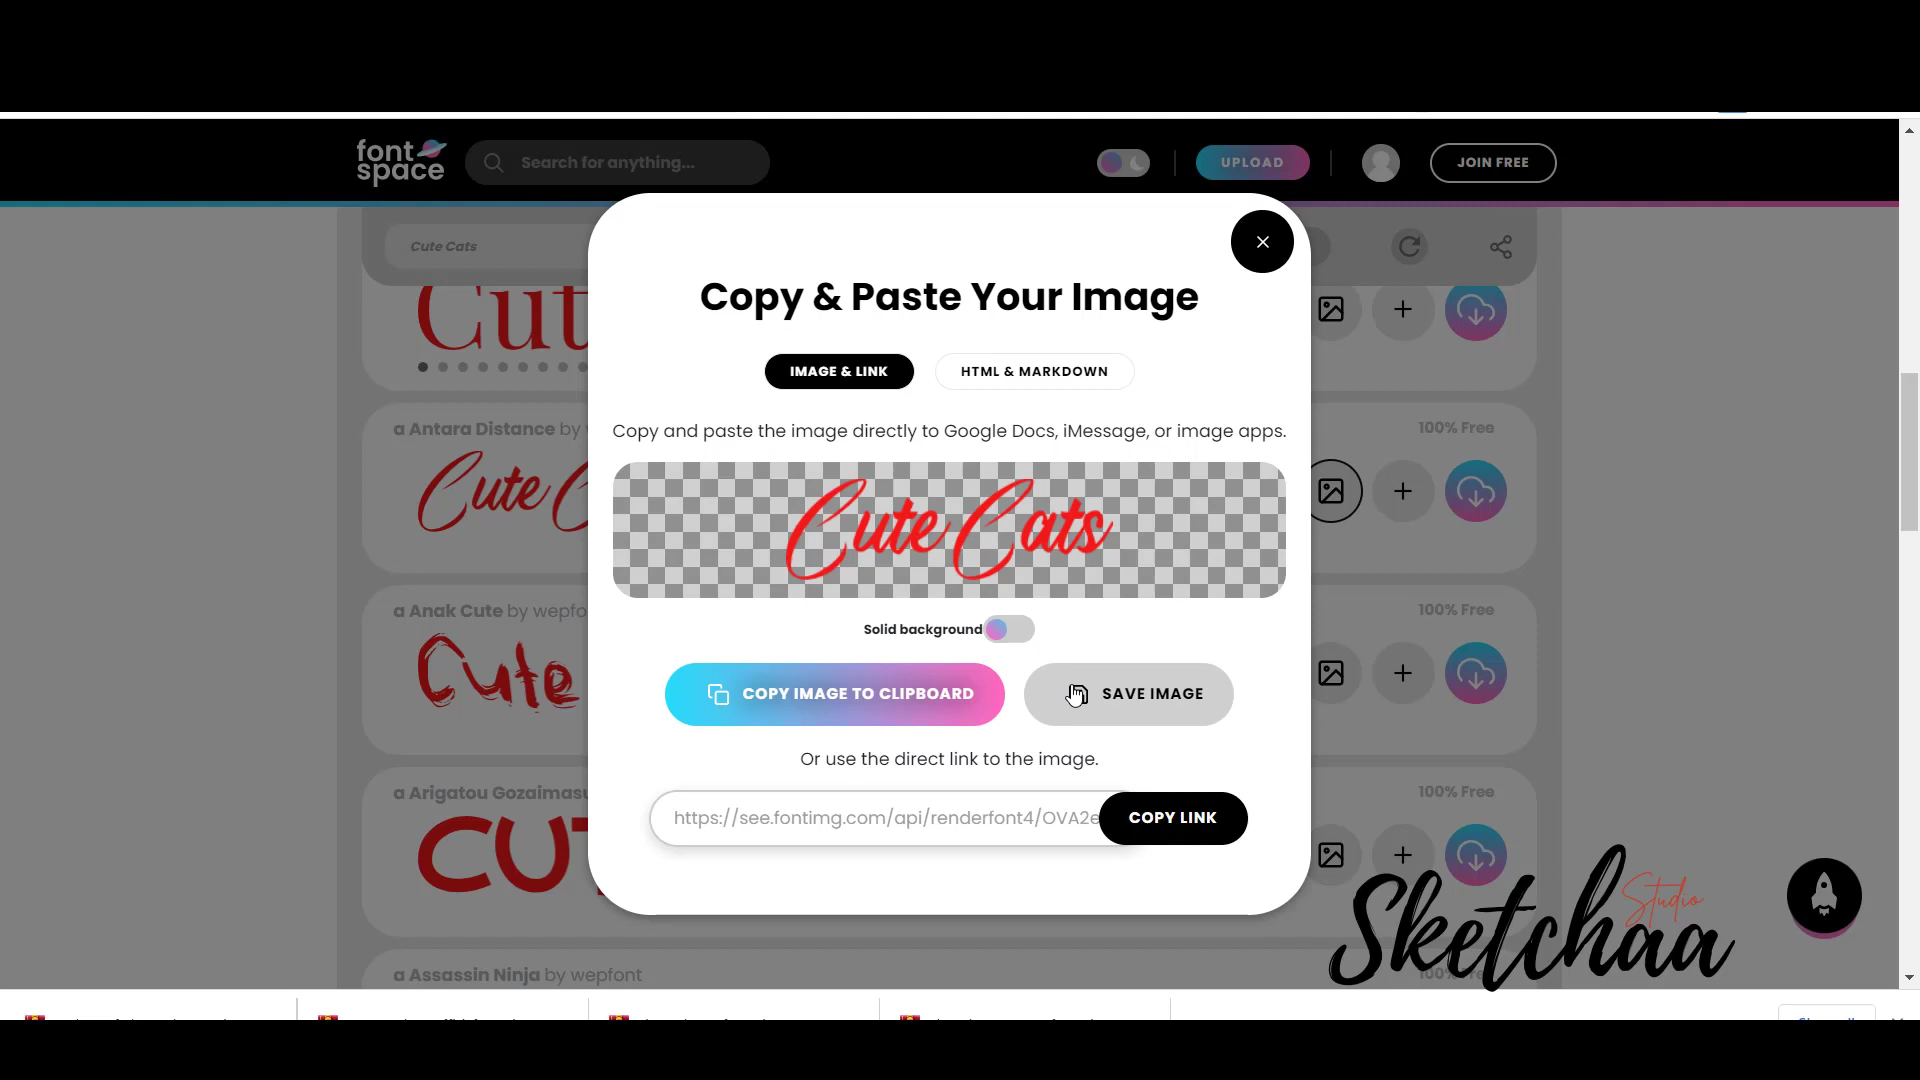 font
space
Search for anything...
UPLOAD
JOIN FREE
Cute Cats
Copy & Paste Your Image
Cut
IMAGE & LINK
HTML & MARKDOWN
a Antara Distance by
100% Free
Copy and paste the image directly to Google Docs, iMessage, or image apps.
Cute C
Cute Cats
a Anak Cute by wepfo
100% Free
Solid background
Cute
COPY IMAGE TO CLIPBOARD
SAVE IMAGE
Or use the direct link to the image.
a Arigatou Gozaimasu
100% Free
https://see.fontimg.com/api/renderfont4/OVA2e
COPY LINK
CUT
Sketchaa
Studio
a Assassin Ninja by wepfont
100% Free